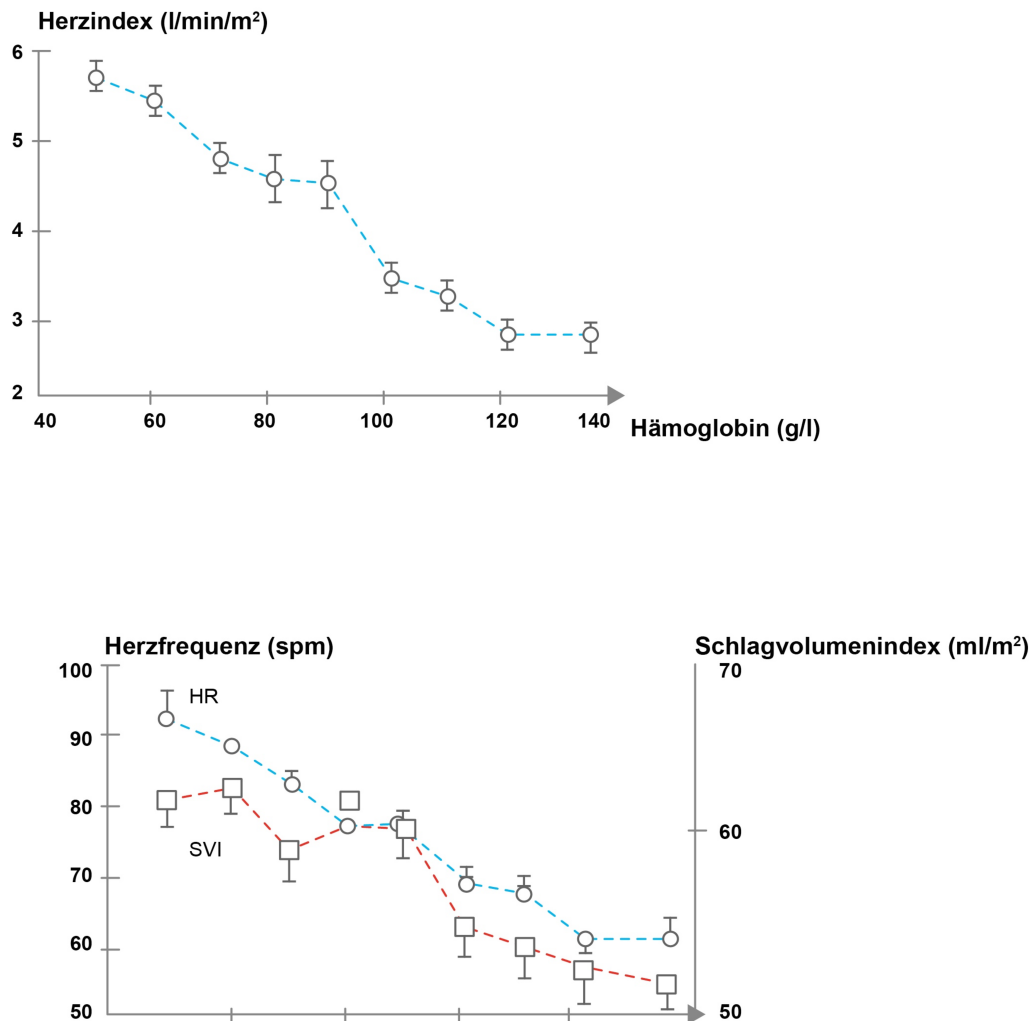 Herzindex (l/min/m²)
6
5
4
3
2
40 60 80 100 120 140
Hämoglobin (g/l)
Herzfrequenz (spm) Schlagvolumenindex (ml/m²)
100 70
HR
90
80 60
SVI
70
60
50 50